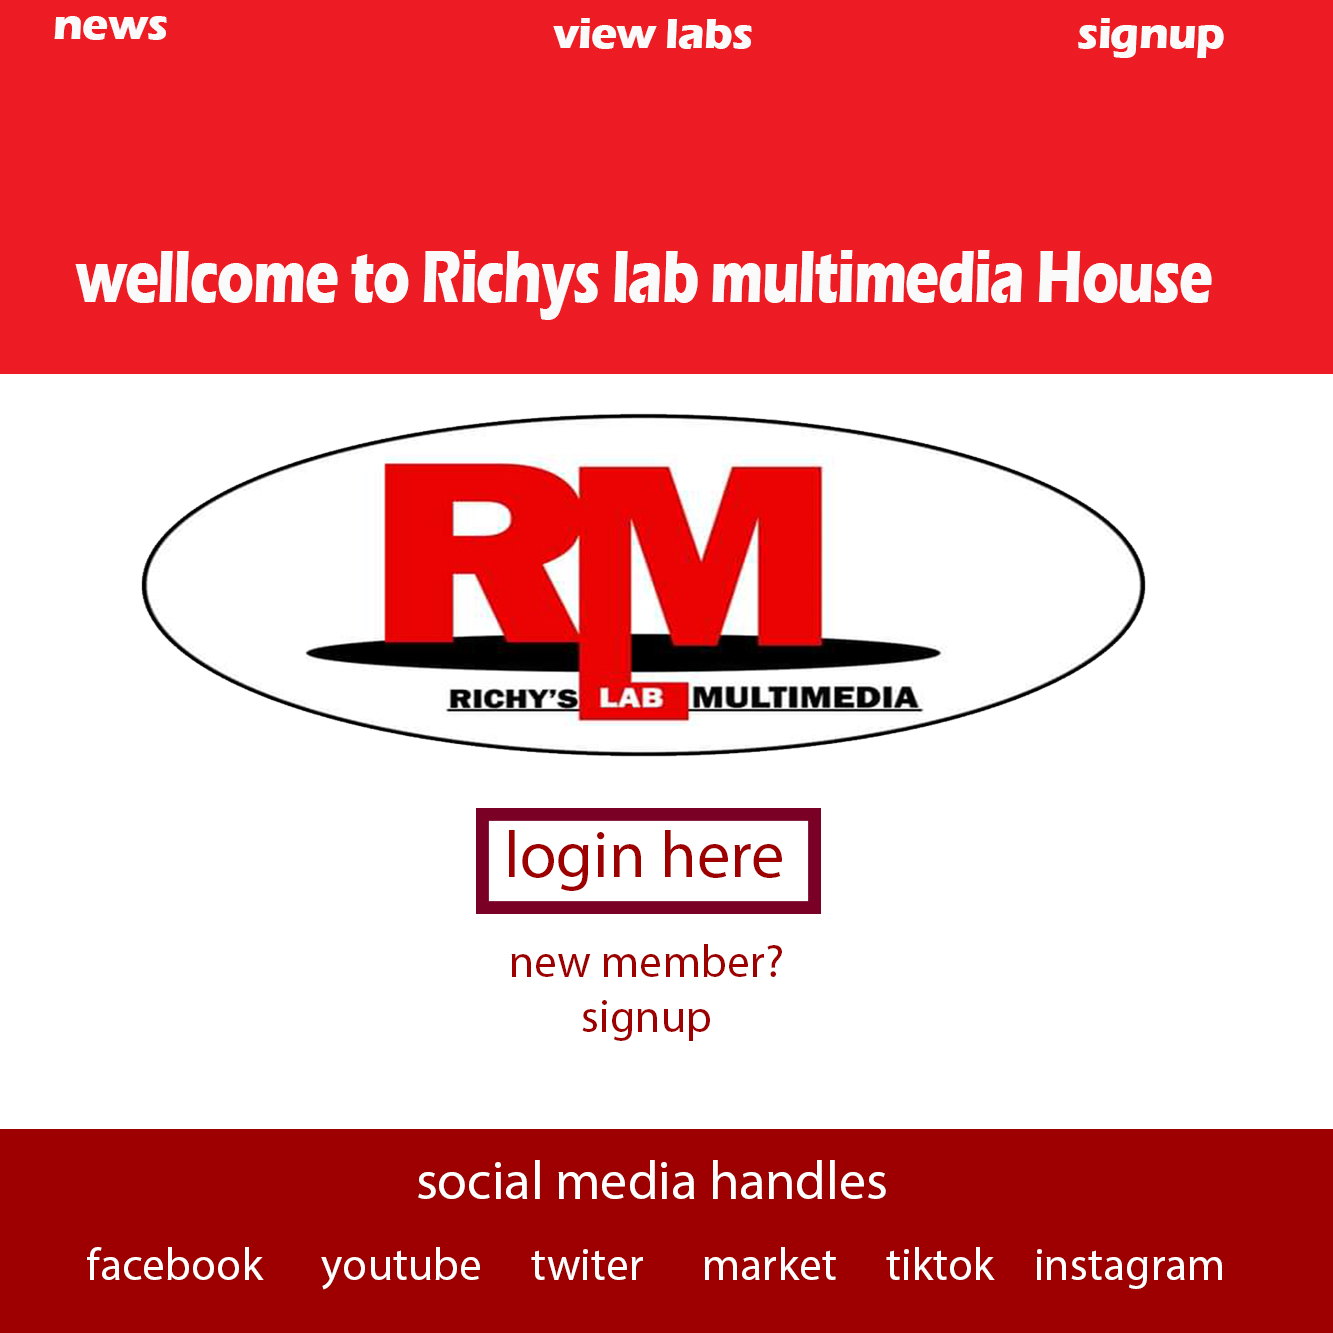 news view labs signup
wellcome to Richys lab multimedia House
RLM
RICHY'S LAB MULTIMEDIA
login here
new member?
signup
social media handles
facebook youtube twiter market tiktok instagram